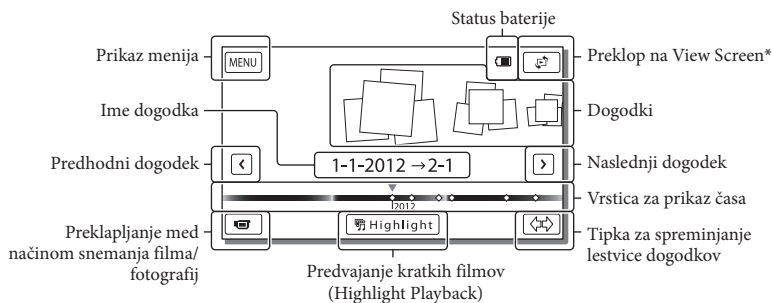 Status baterije
Prikaz menija
MENU
Preklop na View Screen*
Ime dogodka
Dogodki
Predhodni dogodek
1-1-2012 →2-1
Naslednji dogodek
Vrstica za prikaz časa
2012
Preklapljanje med
načinom snemanja filma/
fotografij
Highlight
Tipka za spreminjanje
lestvice dogodkov
Predvajanje kratkih filmov
(Highlight Playback)